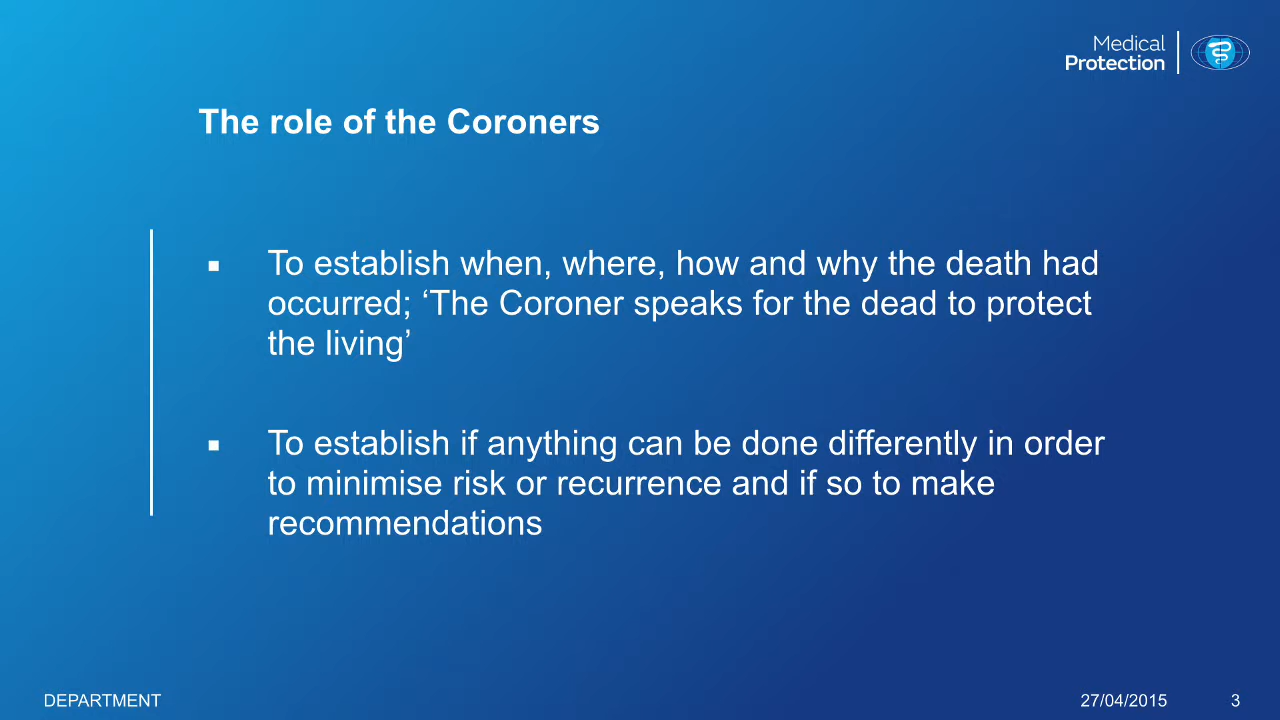 Medical
Protection
The role of the Coroners
▪ To establish when, where, how and why the death had
occurred; ‘The Coroner speaks for the dead to protect
the living’
▪ To establish if anything can be done differently in order
to minimise risk or recurrence and if so to make
recommendations
DEPARTMENT 27/04/2015 3